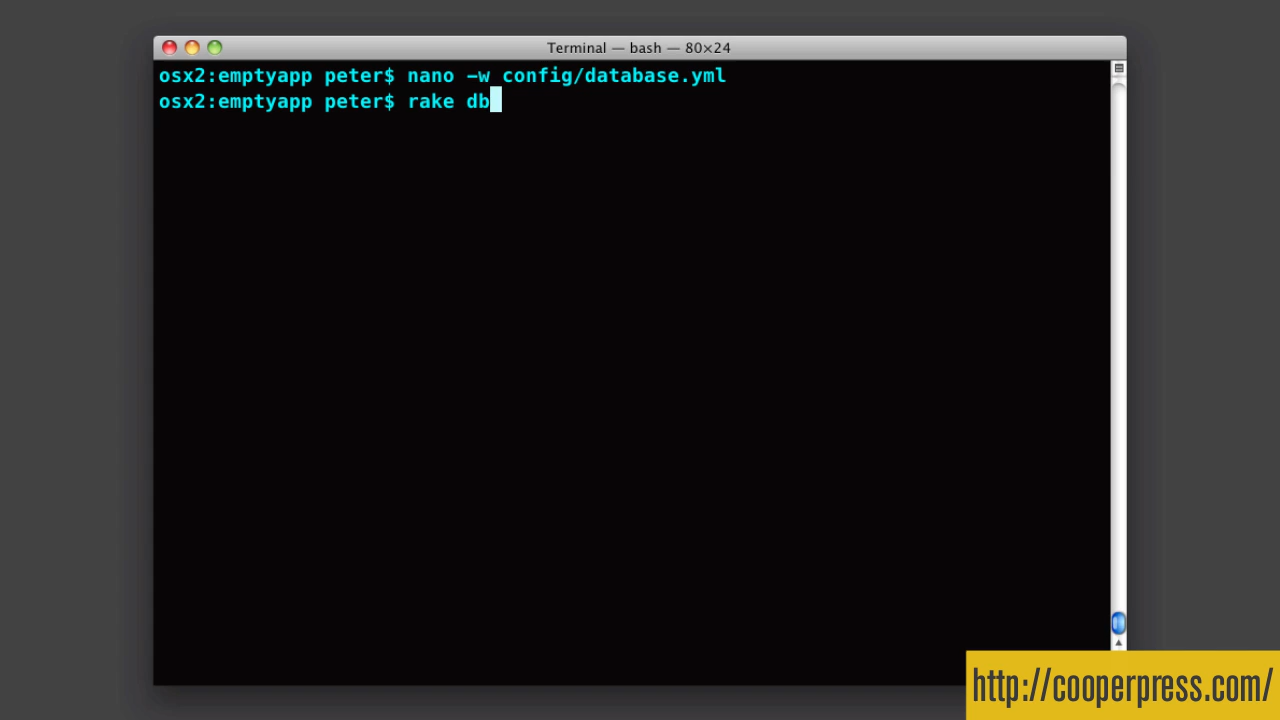 Terminal — bash — 80×24
osx2:emptyapp peter$ nano -w config/database.yml
osx2:emptyapp peter$ rake db
http://cooperpress.com/